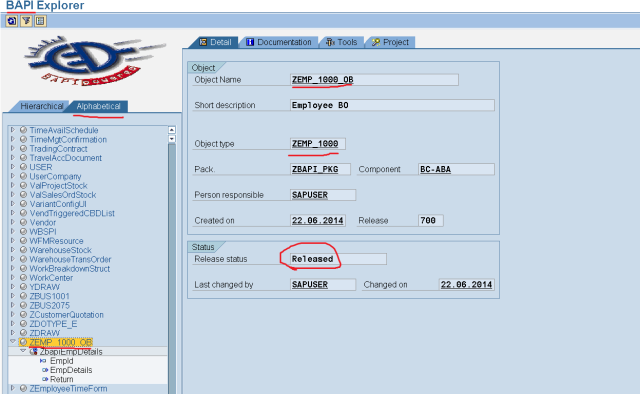 BAPI Explorer
Detail
Documentation
Tools
Project
BAPIpowered
Hierarchical
Alphabetical
TimeAvailSchedule
TimeMgtConfirmation
TradingContract
TravelAccDocument
USER
UserCompany
ValProjectStock
ValSalesOrdStock
VariantConfigUI
VendTriggeredCBDList
Vendor
WBSPI
WFMResource
WarehouseStock
WarehouseTransOrder
WorkBreakdownStruct
WorkCenter
YDRAW
ZBUS1001
ZBUS2075
ZCustomerQuotation
ZDOTYPE_E
ZDRAW
ZEMP_1000_OB
ZbapiEmpDetails
EmpId
EmpDetails
Return
ZEmployeeTimeForm
Object
Object Name ZEMP_1000_OB
Short description Employee BO
Object type ZEMP_1000
Pack. ZBAPI_PKG Component BC-ABA
Person responsible SAPUSER
Created on 22.06.2014 Release 700
Status
Release status Released
Last changed by SAPUSER Changed on 22.06.2014